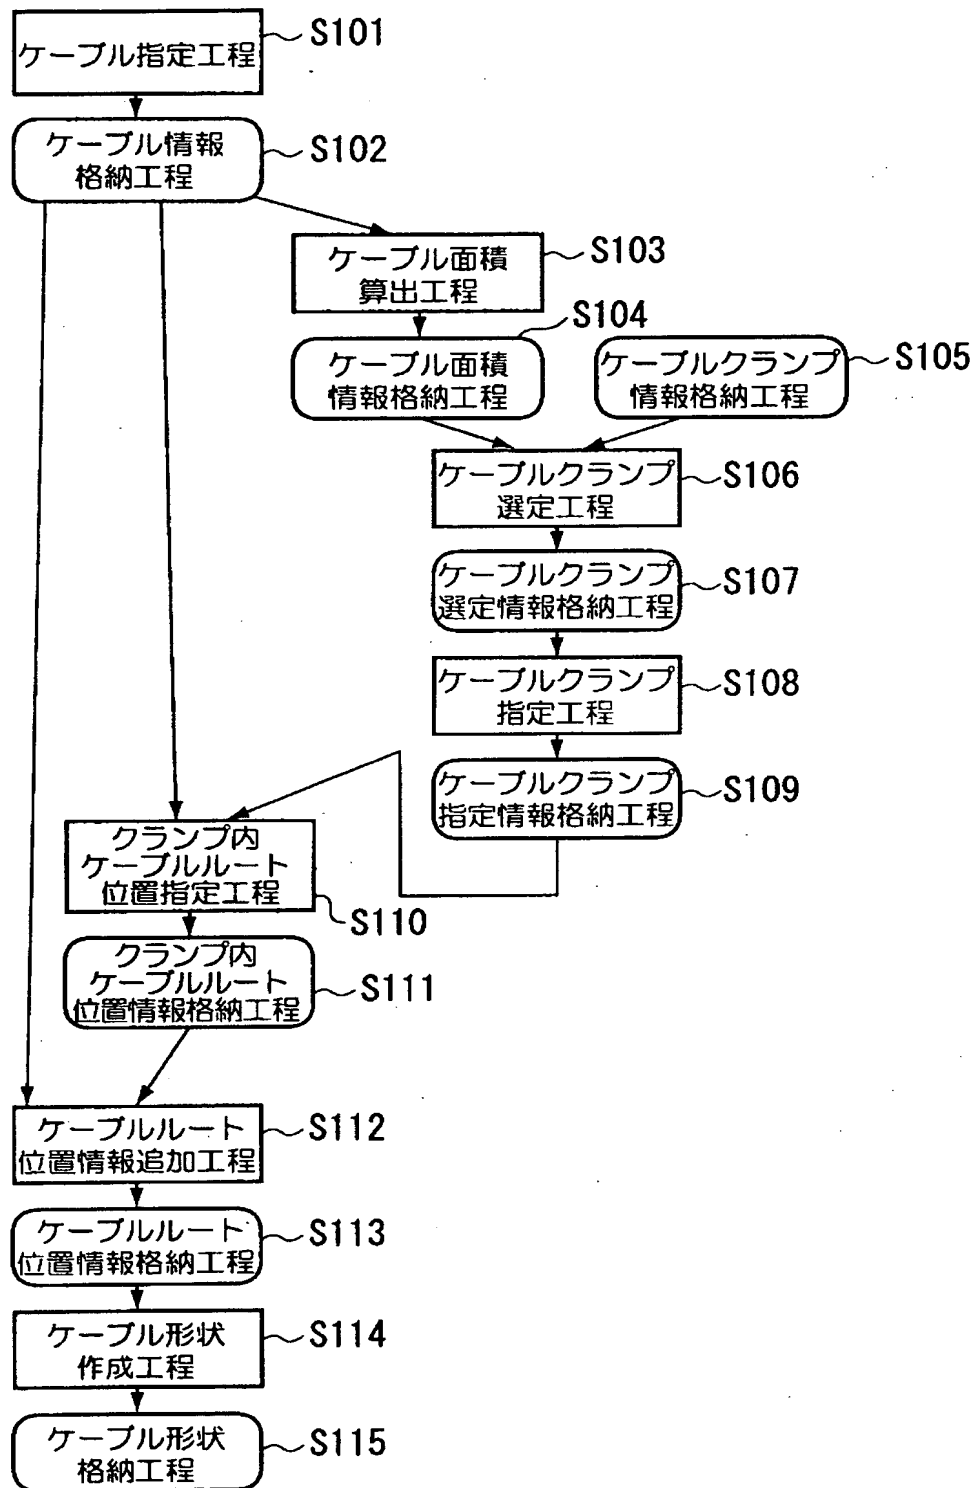 ケーブル指定工程
S101
ケーブル情報
格納工程
S102
ケーブル面積
算出工程
S103
ケーブル面積
情報格納工程
S104
ケーブルクランプ
情報格納工程
S105
ケーブルクランプ
選定工程
S106
ケーブルクランプ
選定情報格納工程
S107
ケーブルクランプ
指定工程
S108
ケーブルクランプ
指定情報格納工程
S109
クランプ内
ケーブルルート
位置指定工程
S110
クランプ内
ケーブルルート
位置情報格納工程
S111
ケーブルルート
位置情報追加工程
S112
ケーブルルート
位置情報格納工程
S113
ケーブル形状
作成工程
S114
ケーブル形状
格納工程
S115